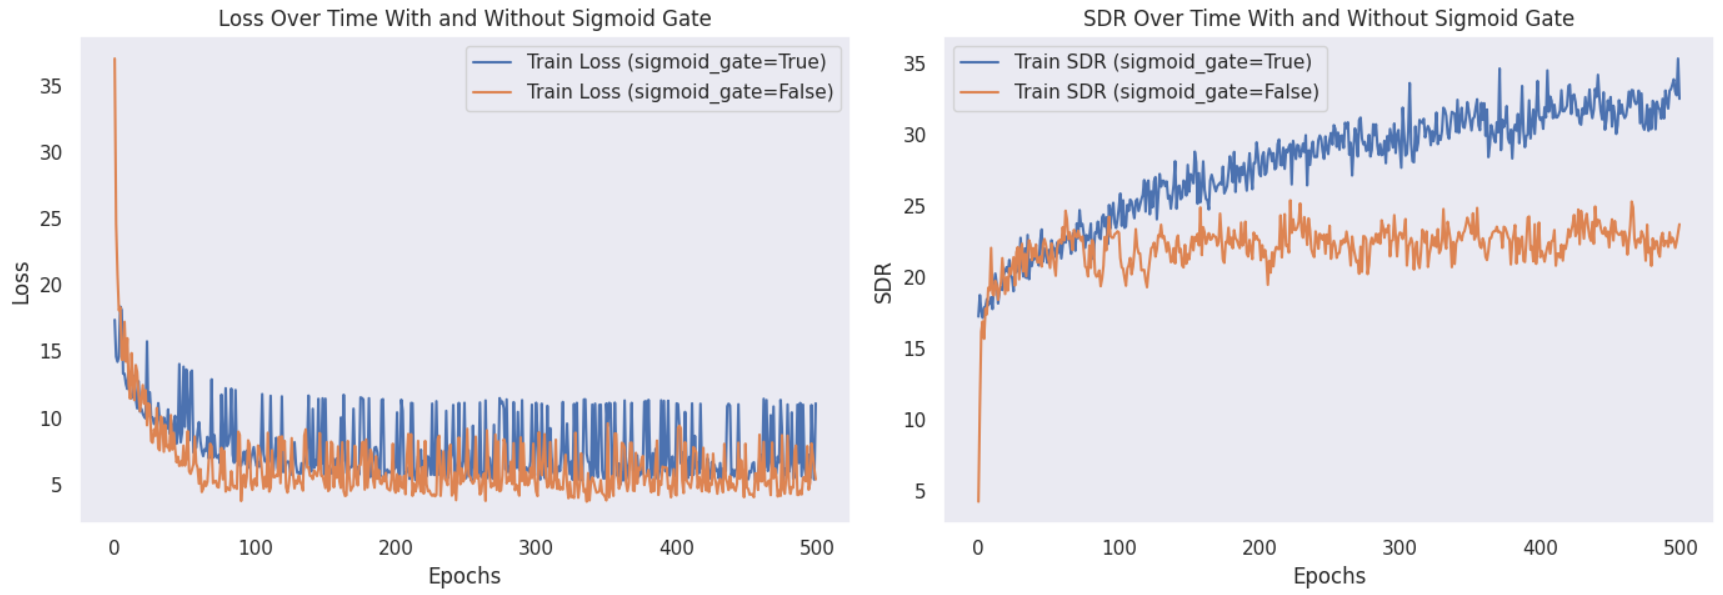 Loss Over Time With and Without Sigmoid Gate
Train Loss (sigmoid_gate=True)
Train Loss (sigmoid_gate=False)
35
30
25
20
15
10
5
Loss
0
100
200
300
400
500
Epochs
SDR Over Time With and Without Sigmoid Gate
Train SDR (sigmoid_gate=True)
Train SDR (sigmoid_gate=False)
35
30
25
20
15
10
5
SDR
0
100
200
300
400
500
Epochs